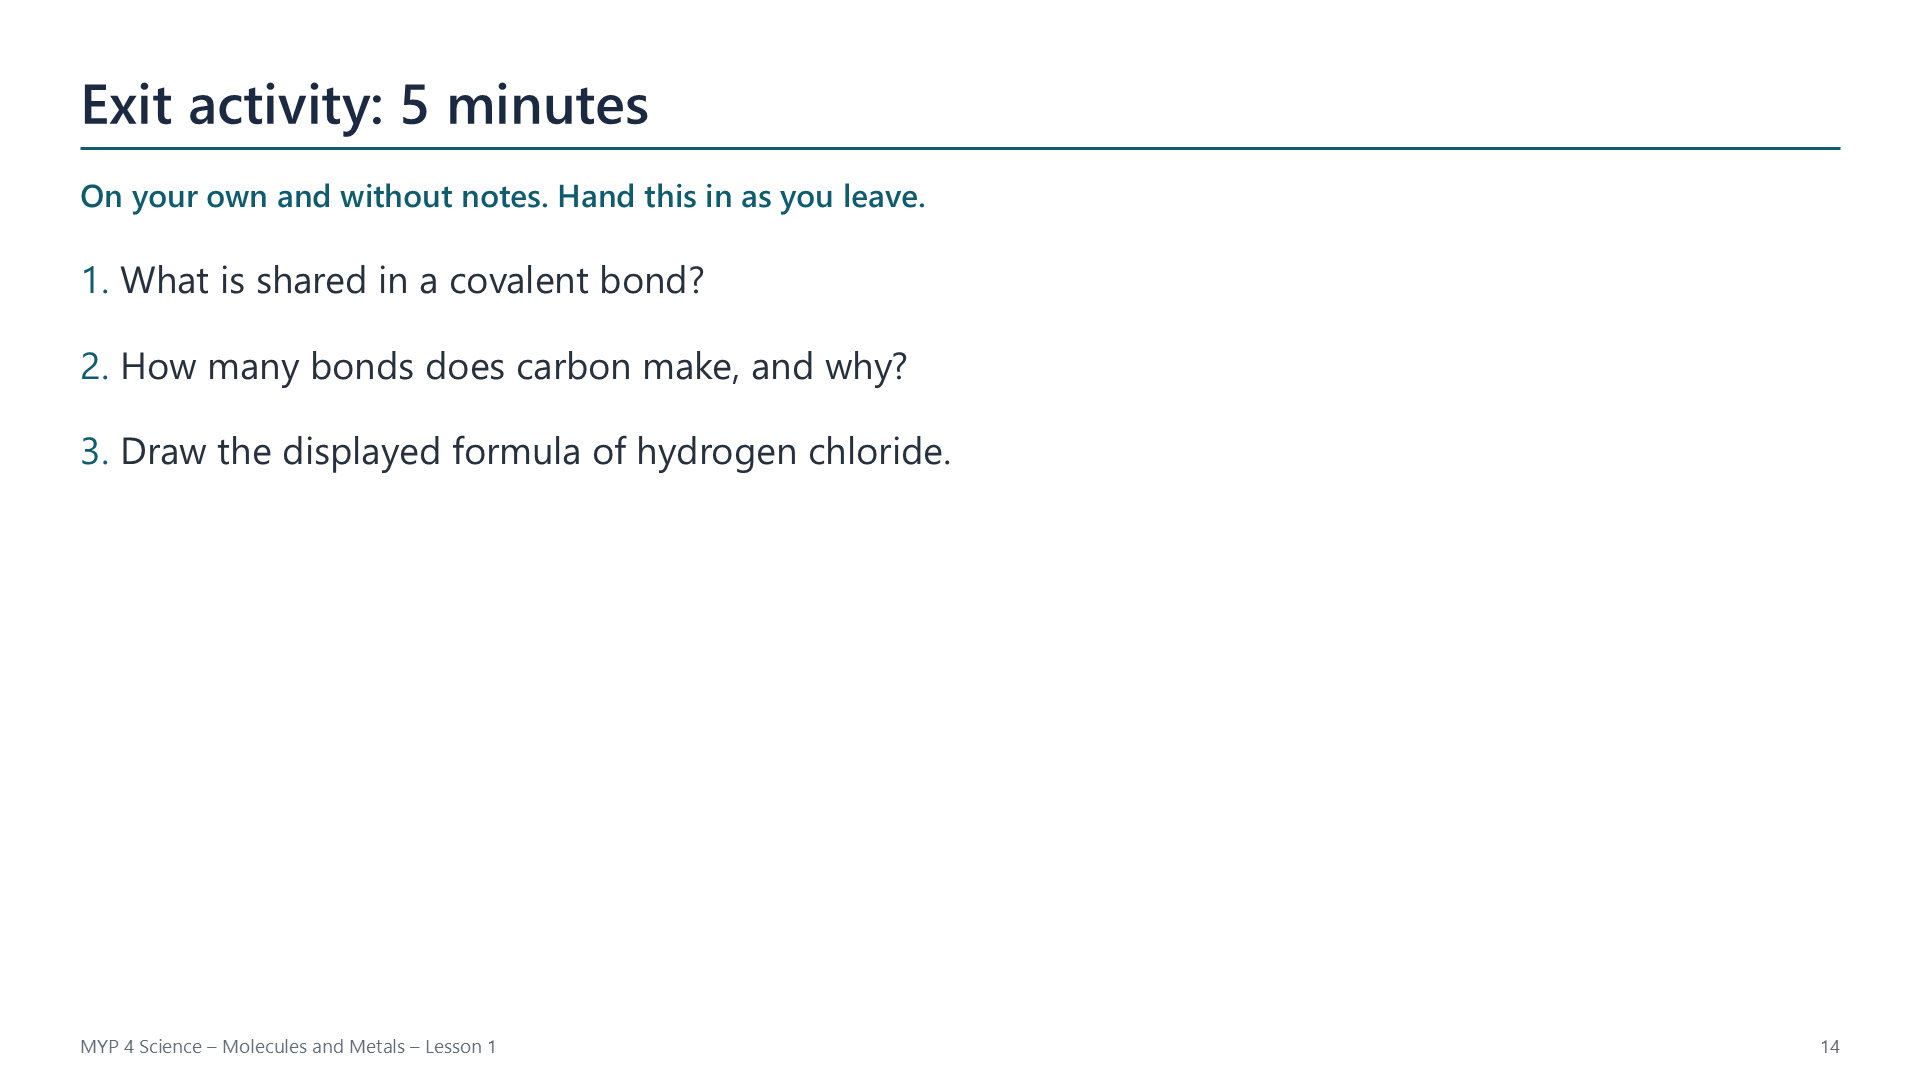 Exit activity: 5 minutes
On your own and without notes. Hand this in as you leave.
1. What is shared in a covalent bond?
2. How many bonds does carbon make, and why?
3. Draw the displayed formula of hydrogen chloride.
MYP 4 Science – Molecules and Metals – Lesson 1
14